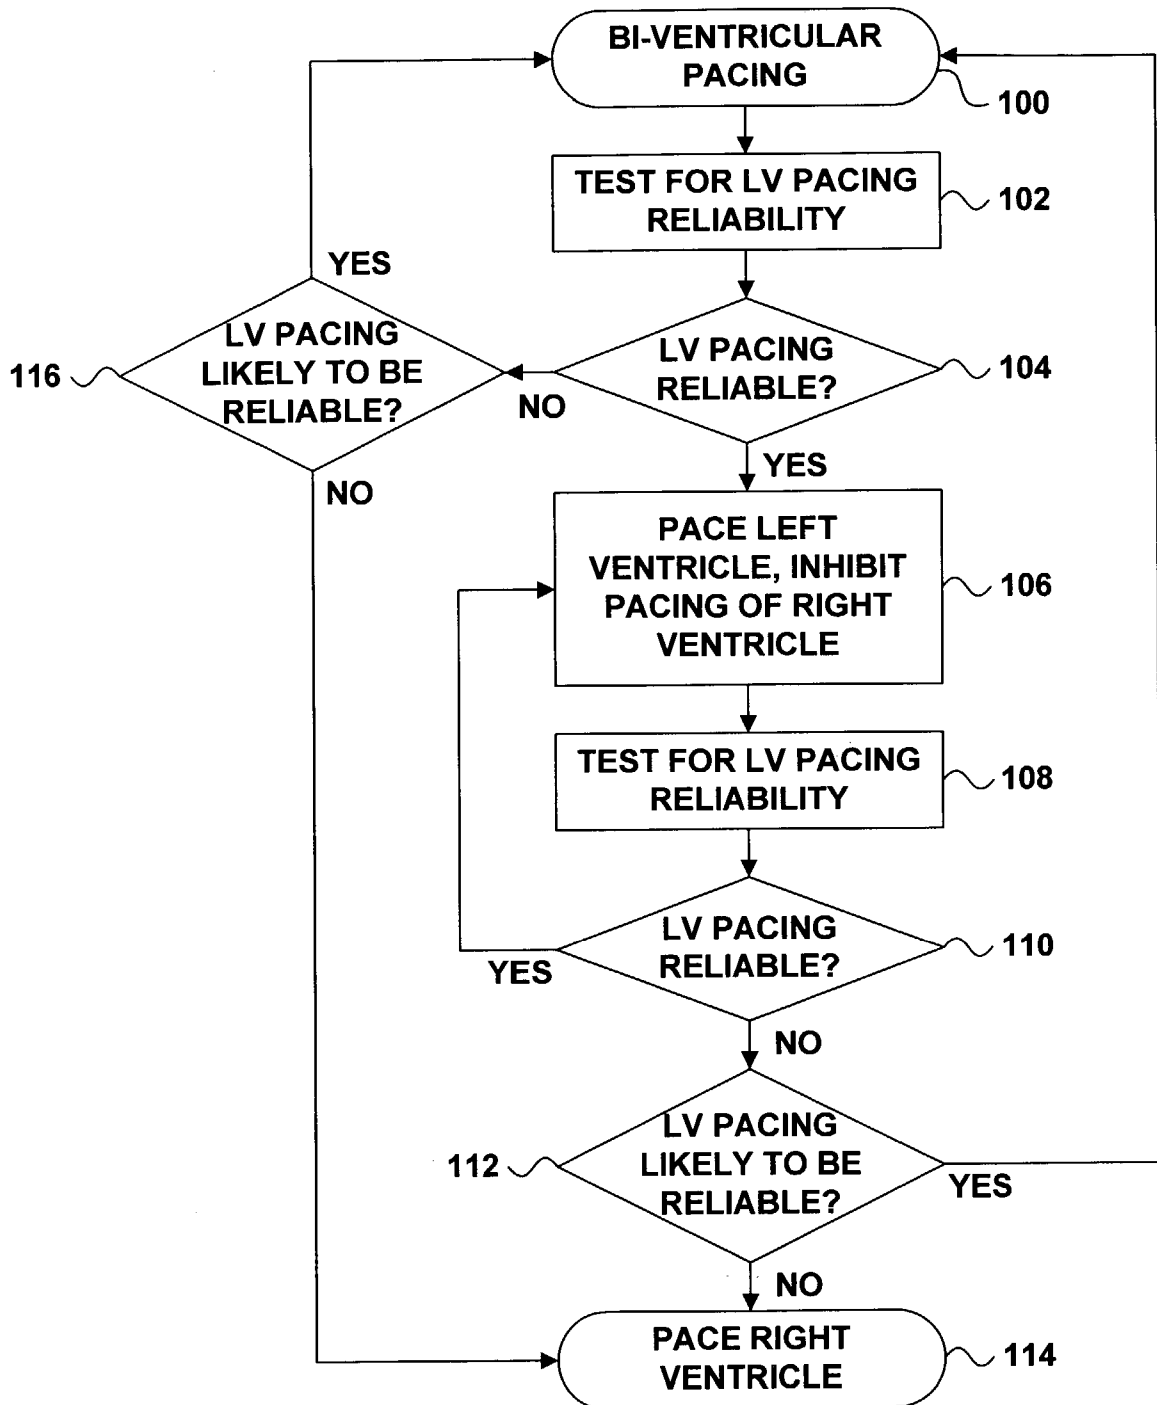 BI-VENTRICULAR
PACING
100
TEST FOR LV PACING
RELIABILITY
102
YES
LV PACING
LIKELY TO BE
RELIABLE?
116
LV PACING
RELIABLE?
104
NO
YES
NO
PACE LEFT
VENTRICLE, INHIBIT
PACING OF RIGHT
VENTRICLE
106
TEST FOR LV PACING
RELIABILITY
108
LV PACING
RELIABLE?
110
YES
NO
LV PACING
LIKELY TO BE
RELIABLE?
112
YES
NO
PACE RIGHT
VENTRICLE
114